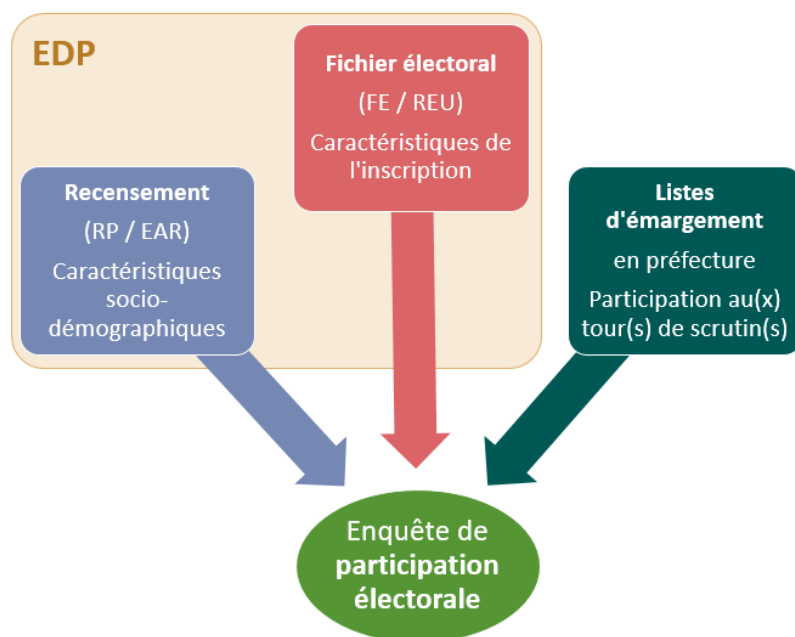 EDP
Fichier électoral
(FE / REU)
Caractéristiques de
l'inscription
Recensement
(RP / EAR)
Caractéristiques
socio-
démographiques
Listes
d'émargement
en préfecture
Participation au(x)
tour(s) de scrutin(s)
Enquête de
participation
électorale